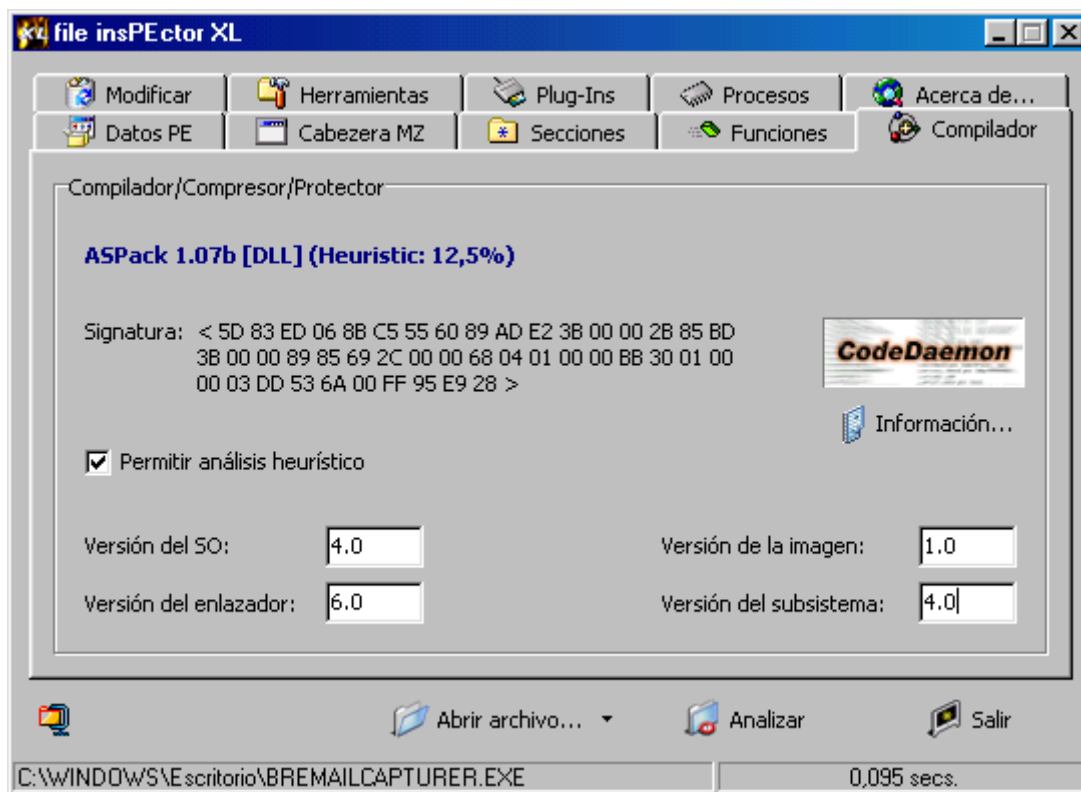 file insPEctor XL
Modificar Herramientas Plug-Ins Procesos Acerca de...
Datos PE Cabezera MZ Secciones Funciones Compilador
Compilador/Compresor/Protector
ASPack 1.07b [DLL] (Heuristic: 12,5%)
Signatura: < 5D 83 ED 06 8B C5 55 60 89 AD E2 3B 00 00 2B 85 BD
3B 00 00 89 85 69 2C 00 00 68 04 01 00 00 BB 30 01 00
00 03 DD 53 6A 00 FF 95 E9 28 >
CodeDaemon
Información...
Permitir análisis heurístico
Versión del SO: 4.0 Versión de la imagen: 1.0
Versión del enlazador: 6.0 Versión del subsistema: 4.0
Abrir archivo... Analizar Salir
C:\WINDOWS\Escritorio\BREMAILCAPTURER.EXE 0,095 secs.